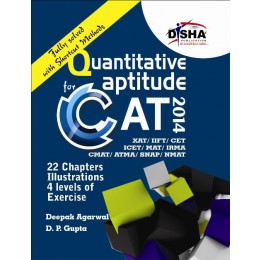 Fully solved
with Shortcut Methods
DISHA
Quantitative
aptitude
for CAT 2014
XAT/ IIFT/ CET
ICET/ MAT/ IRMA
CMAT/ ATMA/ SNAP/ NMAT
22 Chapters
Illustrations
4 levels of
Exercise
Deepak Agarwal
D. P. Gupta